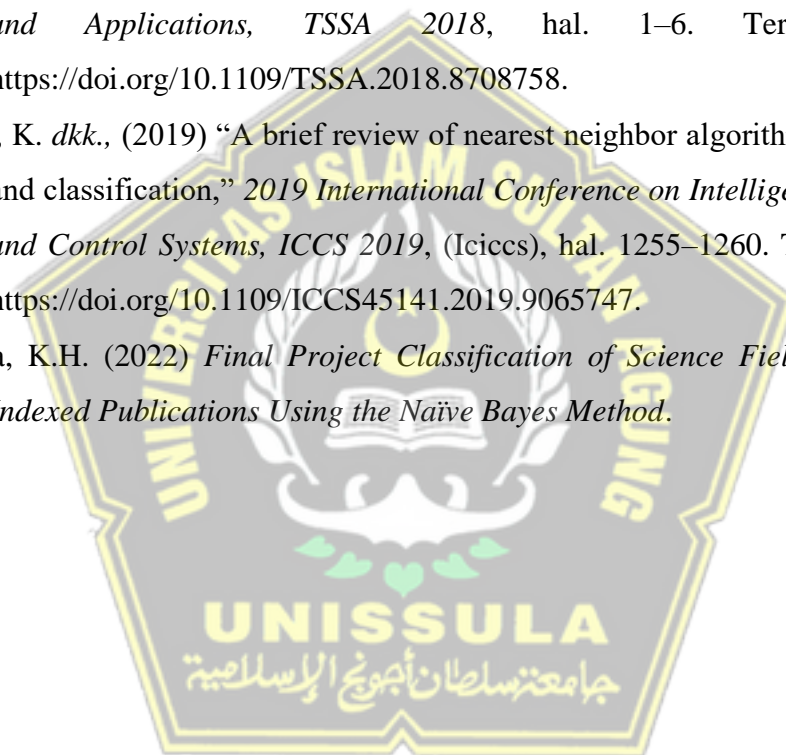 and Applications, TSSA 2018, hal. 1–6. Ter
https://doi.org/10.1109/TSSA.2018.8708758.
, K. dkk., (2019) “A brief review of nearest neighbor algorith
and classification,” 2019 International Conference on Intellige
and Control Systems, ICCS 2019, (Iciccs), hal. 1255–1260. T
https://doi.org/10.1109/ICCS45141.2019.9065747.
a, K.H. (2022) Final Project Classification of Science Fiel
Indexed Publications Using the Naïve Bayes Method.
UNIVERSITAS ISLAM SULTAN AGUNG
UNISSULA
جامعتنسلطان أجونج الإسلامية